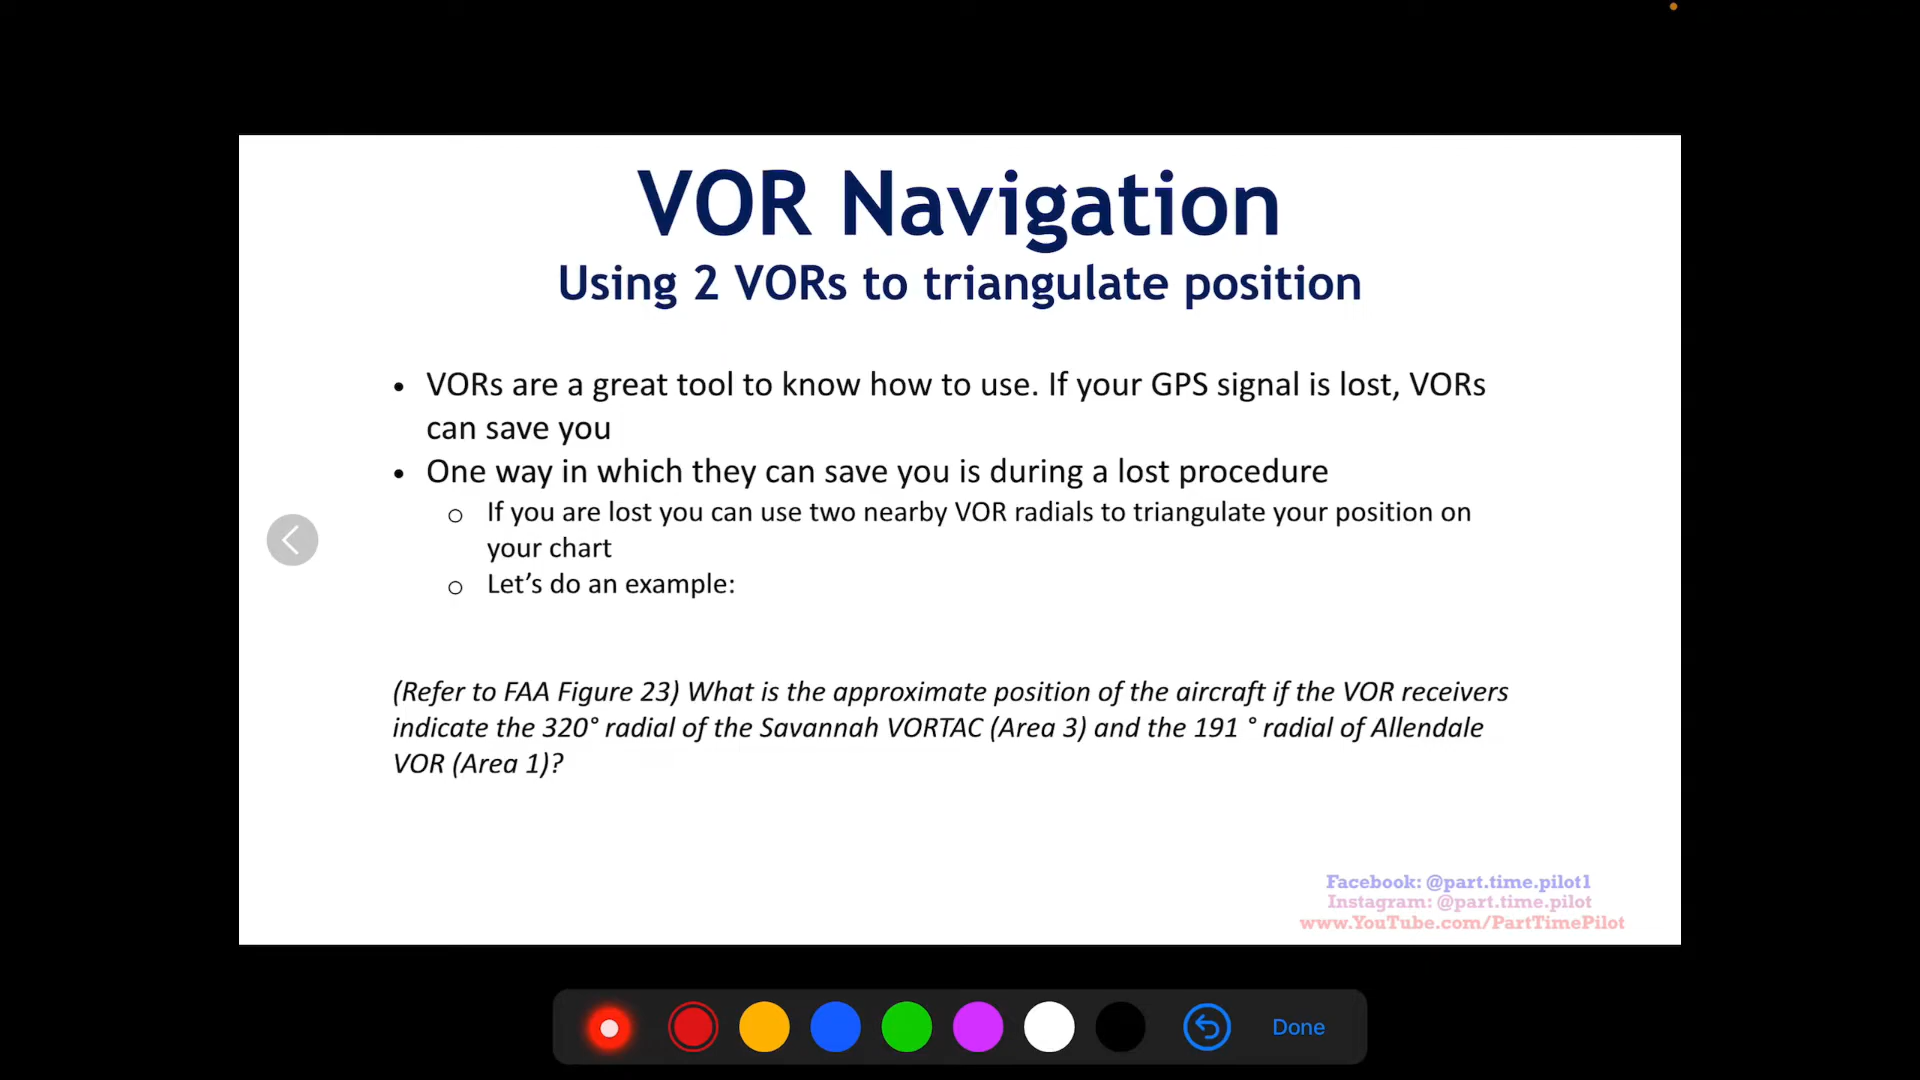 VOR Navigation
Using 2 VORs to triangulate position
• VORs are a great tool to know how to use. If your GPS signal is lost, VORs
can save you
• One way in which they can save you is during a lost procedure
o If you are lost you can use two nearby VOR radials to triangulate your position on
your chart
o Let’s do an example:
(Refer to FAA Figure 23) What is the approximate position of the aircraft if the VOR receivers
indicate the 320° radial of the Savannah VORTAC (Area 3) and the 191 ° radial of Allendale
VOR (Area 1)?
Facebook: @part.time.pilot1
Instagram: @part.time.pilot
www.YouTube.com/PartTimePilot
Done